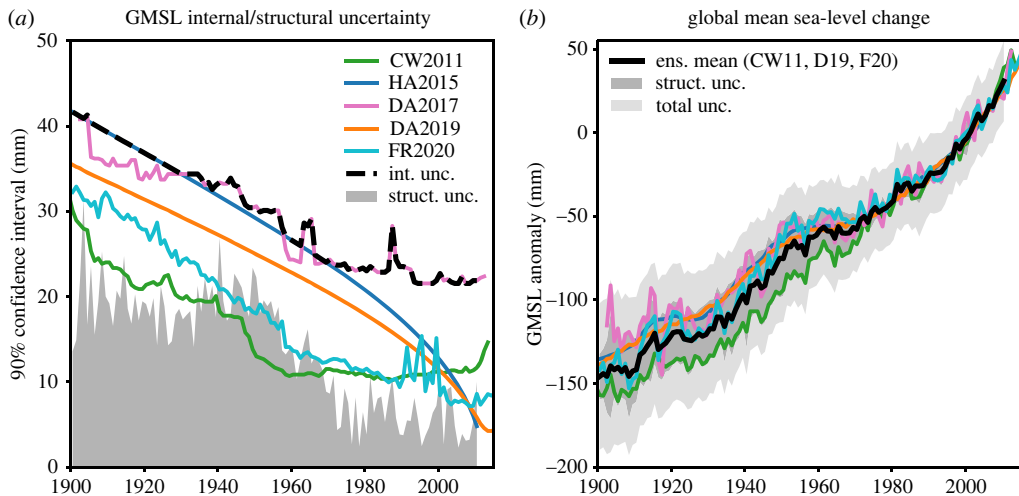 (a) GMSL internal/structural uncertainty
90% confidence interval (mm)
50
40
30
20
10
0
CW2011
HA2015
DA2017
DA2019
FR2020
int. unc.
struct. unc.
1900 1920 1940 1960 1980 2000
(b) global mean sea-level change
GMSL anomaly (mm)
50
0
−50
−100
−150
−200
ens. mean (CW11, D19, F20)
struct. unc.
total unc.
1900 1920 1940 1960 1980 2000